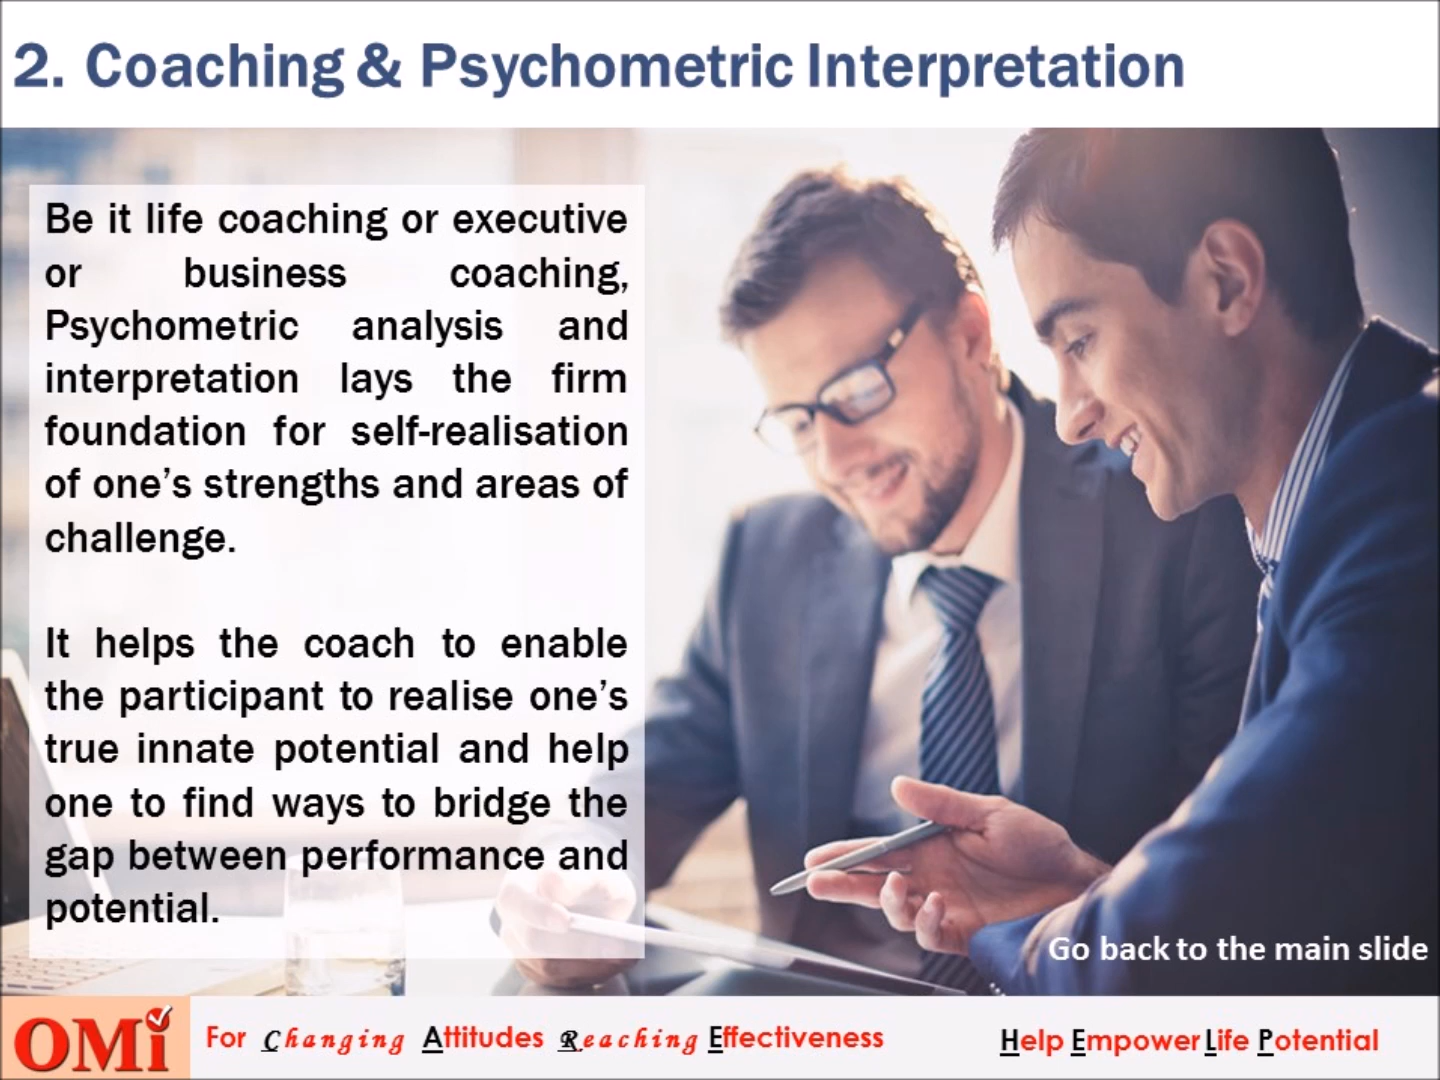 2. Coaching & Psychometric Interpretation
Be it life coaching or executive
or business coaching,
Psychometric analysis and
interpretation lays the firm
foundation for self-realisation
of one’s strengths and areas of
challenge.
It helps the coach to enable
the participant to realise one’s
true innate potential and help
one to find ways to bridge the
gap between performance and
potential.
Go back to the main slide
OMi
For Changing Attitudes Reaching Effectiveness
Help Empower Life Potential